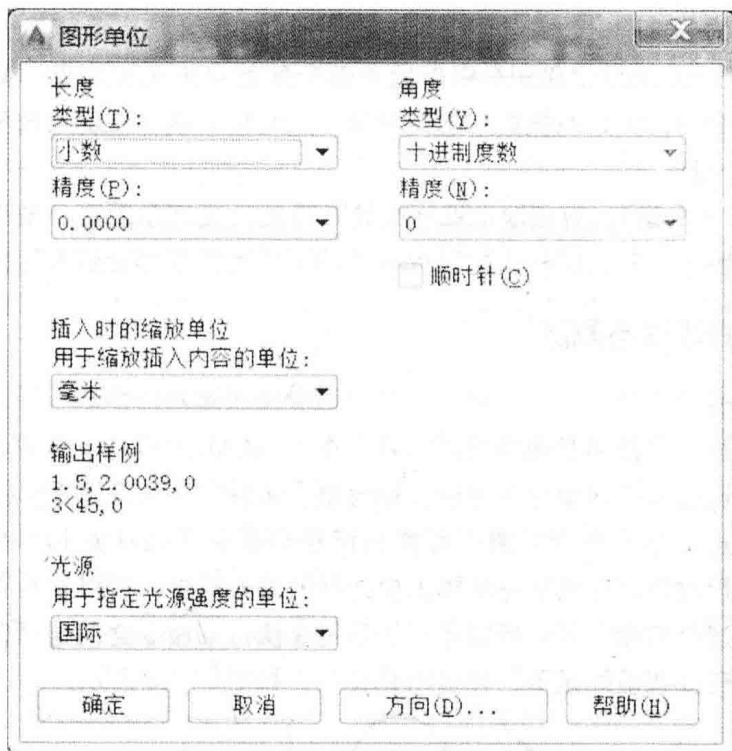 图形单位
长度
类型(T):
小数
精度(P):
0.0000
角度
类型(Y):
十进制度数
精度(N):
0
顺时针(C)
插入时的缩放单位
用于缩放插入内容的单位:
毫米
输出样例
1.5,2.0039,0
3<45,0
光源
用于指定光源强度的单位:
国际
确定 取消 方向(D)... 帮助(H)